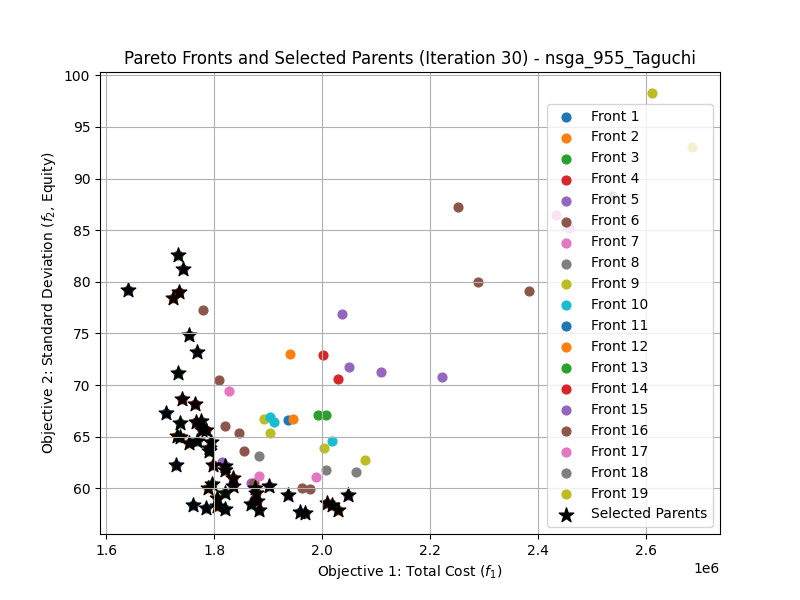 Pareto Fronts and Selected Parents (Iteration 30) - nsga_955_Taguchi
Objective 2: Standard Deviation (f₂, Equity)
100
95
90
85
80
75
70
65
60
Front 1
Front 2
Front 3
Front 4
Front 5
Front 6
Front 7
Front 8
Front 9
Front 10
Front 11
Front 12
Front 13
Front 14
Front 15
Front 16
Front 17
Front 18
Front 19
Selected Parents
1.6 1.8 2.0 2.2 2.4 2.6
1e6
Objective 1: Total Cost (f₁)